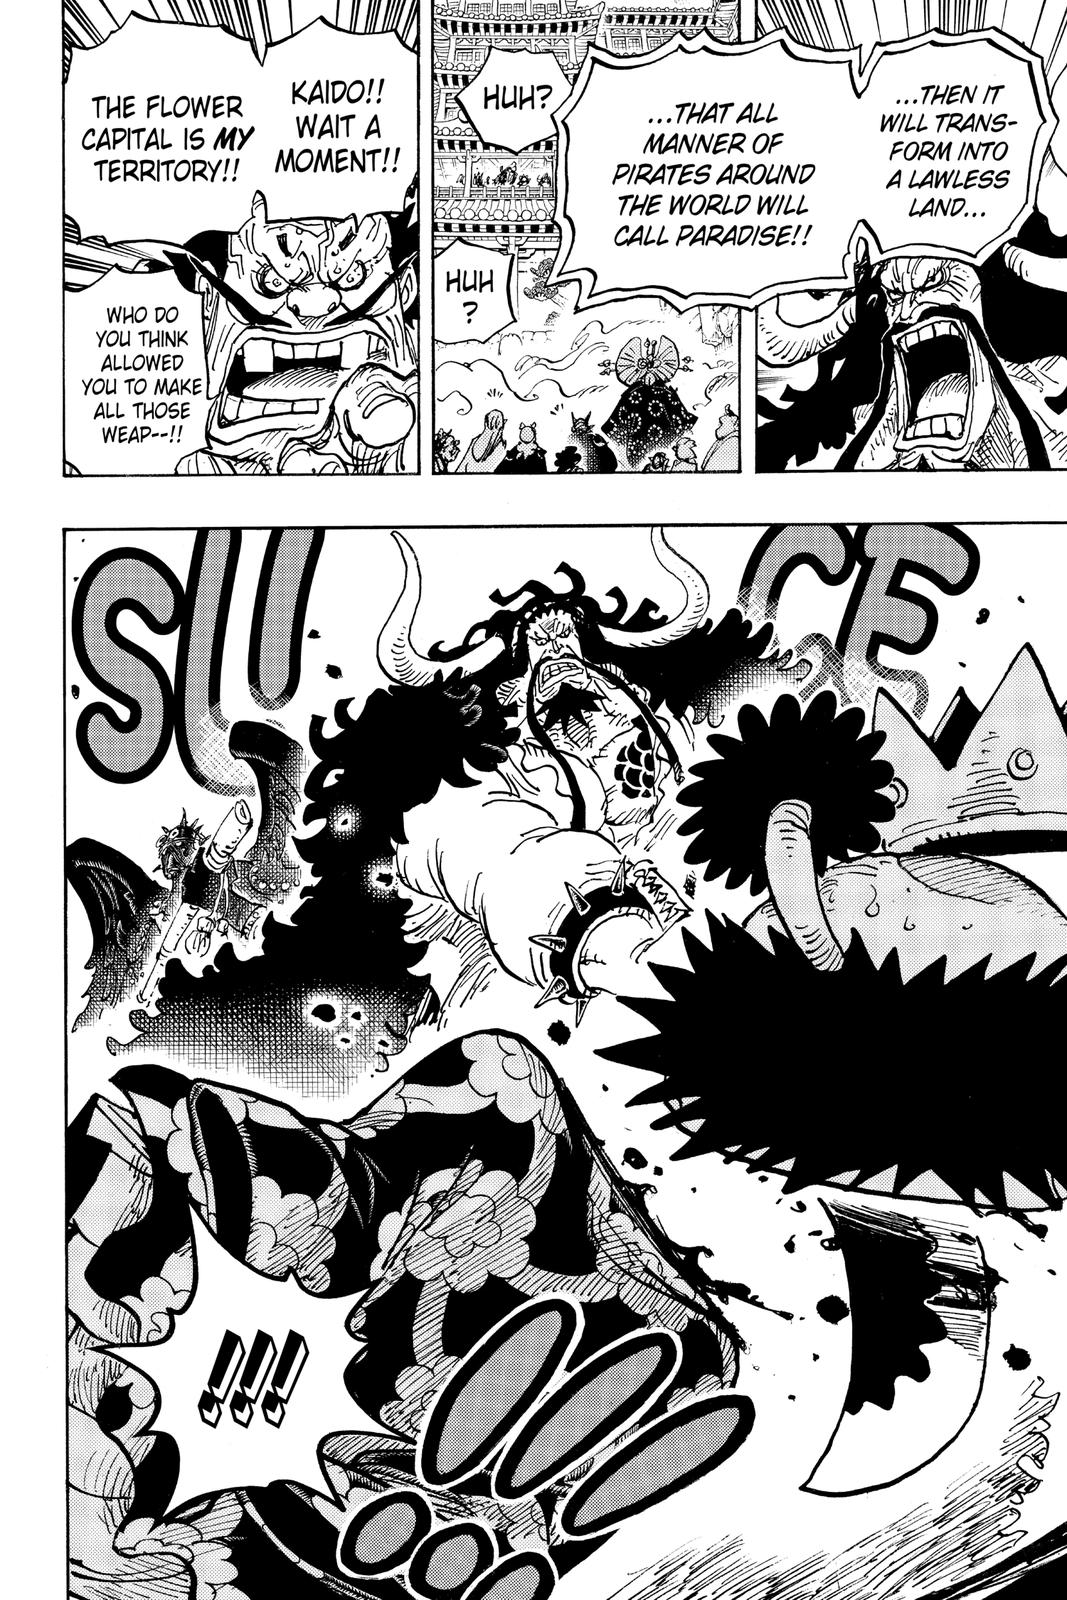 ...THEN IT
WILL TRANS-
FORM INTO
A LAWLESS
LAND...
...THAT ALL
MANNER OF
PIRATES AROUND
THE WORLD WILL
CALL PARADISE!!
HUH?
HUH
?
KAIDO!!
WAIT A
MOMENT!!
THE FLOWER
CAPITAL IS MY
TERRITORY!!
WHO DO
YOU THINK
ALLOWED
YOU TO MAKE
ALL THOSE
WEAP--!!
SLICE
!!!
!!!